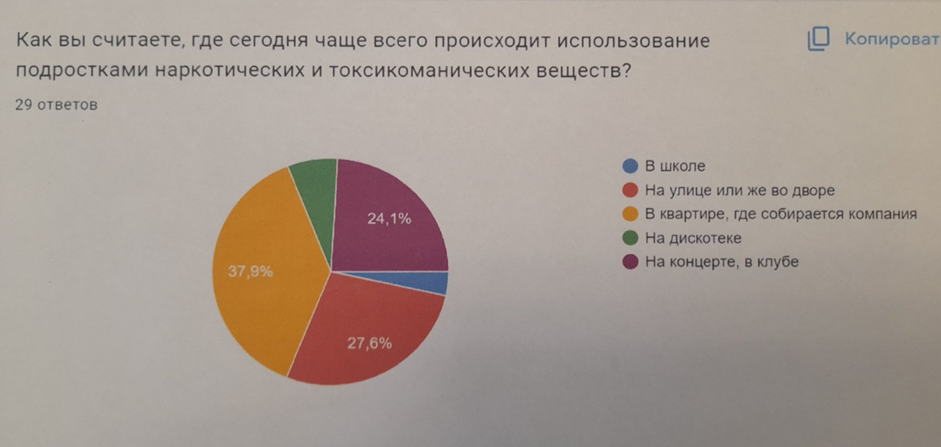 Как вы считаете, где сегодня чаще всего происходит использование
подростками наркотических и токсикоманических веществ?
Копироват
29 ответов
В школе
На улице или же во дворе
В квартире, где собирается компания
На дискотеке
На концерте, в клубе
24,1%
37,9%
27,6%